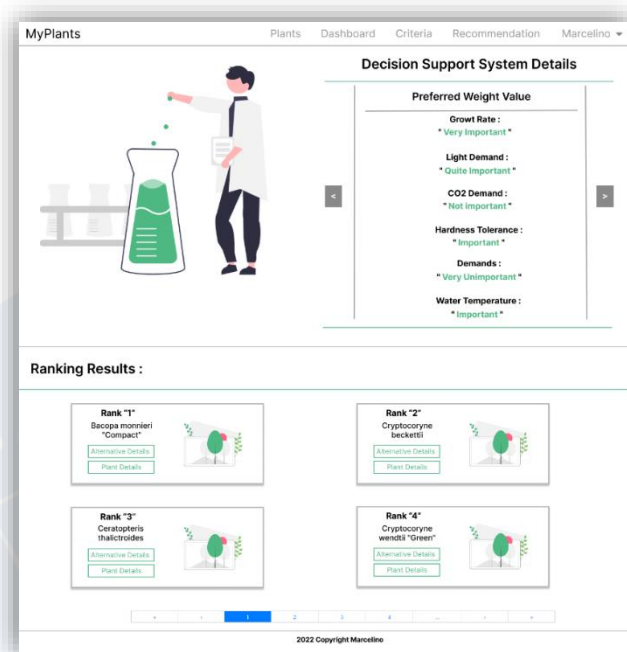 MyPlants
Plants Dashboard Criteria Recommendation Marcelino
Decision Support System Details
Preferred Weight Value
Growt Rate :
" Very Important "
Light Demand :
" Quite Important "
CO2 Demand :
" Not important "
Hardness Tolerance :
" Important "
Demands :
" Very Unimportant "
Water Temperature :
" Important "
< >
Ranking Results :
Rank "1"
Bacopa monnieri
"Compact"
Alternative Details
Plant Details
Rank "2"
Cryptocoryne
beckettii
Alternative Details
Plant Details
Rank "3"
Ceratopteris
thalictroides
Alternative Details
Plant Details
Rank "4"
Cryptocoryne
wendtii "Green"
Alternative Details
Plant Details
« ‹ 1 2 3 4 ... › »
2022 Copyright Marcelino